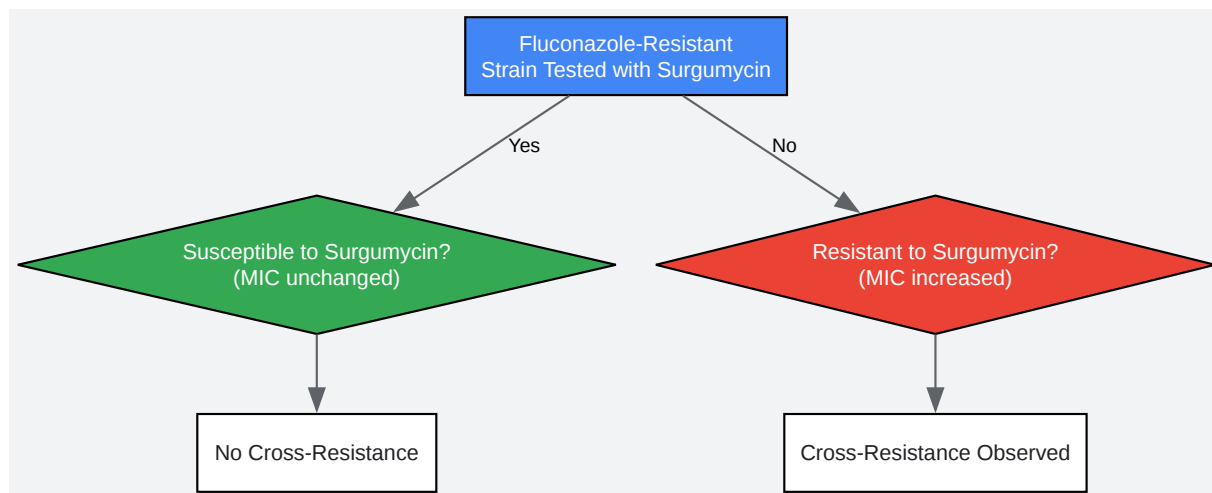 Fluconazole-Resistant
Strain Tested with Surgumycin
Yes
No
Susceptible to Surgumycin?
(MIC unchanged)
Resistant to Surgumycin?
(MIC increased)
No Cross-Resistance
Cross-Resistance Observed